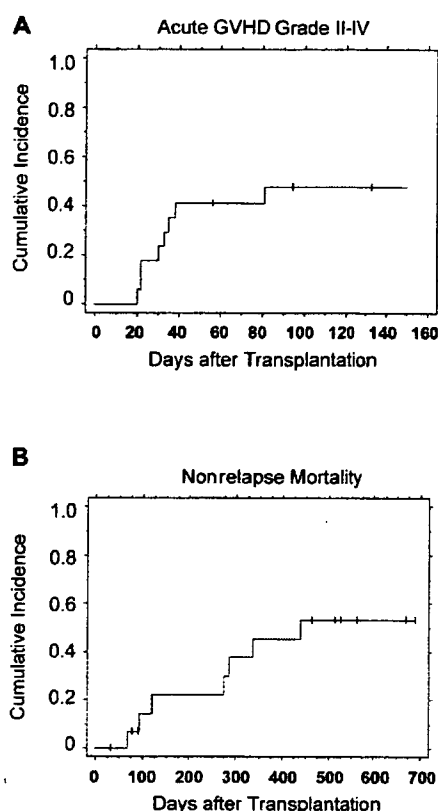 A
Acute GVHD Grade II-IV
Cumulative Incidence
1.0
0.8
0.6
0.4
0.2
0
0 20 40 60 80 100 120 140 160
Days after Transplantation
B
Nonrelapse Mortality
Cumulative Incidence
1.0
0.8
0.6
0.4
0.2
0
0 100 200 300 400 500 600 700
Days after Transplantation